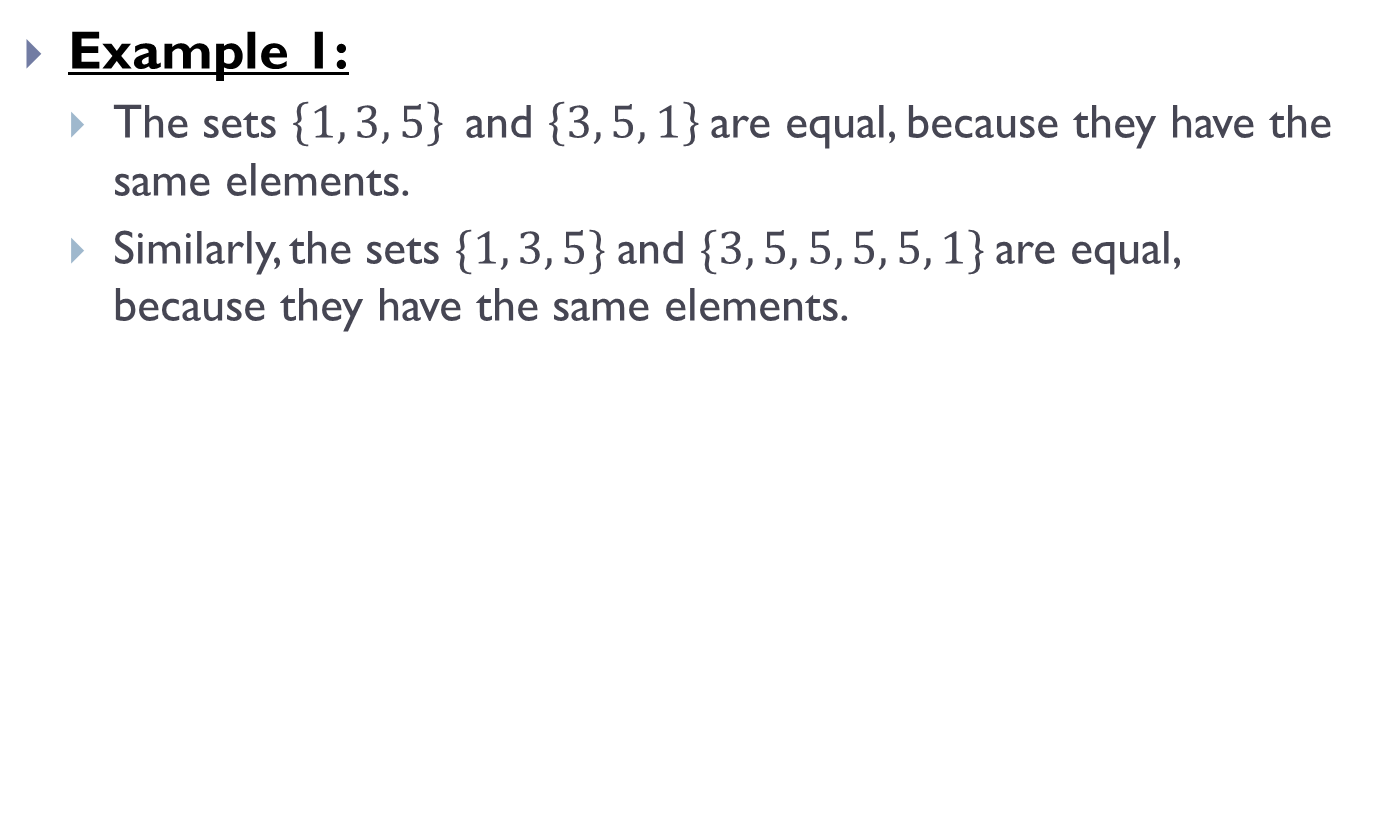 Example 1:
The sets {1, 3, 5} and {3, 5, 1} are equal, because they have the
same elements.
Similarly, the sets {1, 3, 5} and {3, 5, 5, 5, 5, 1} are equal,
because they have the same elements.